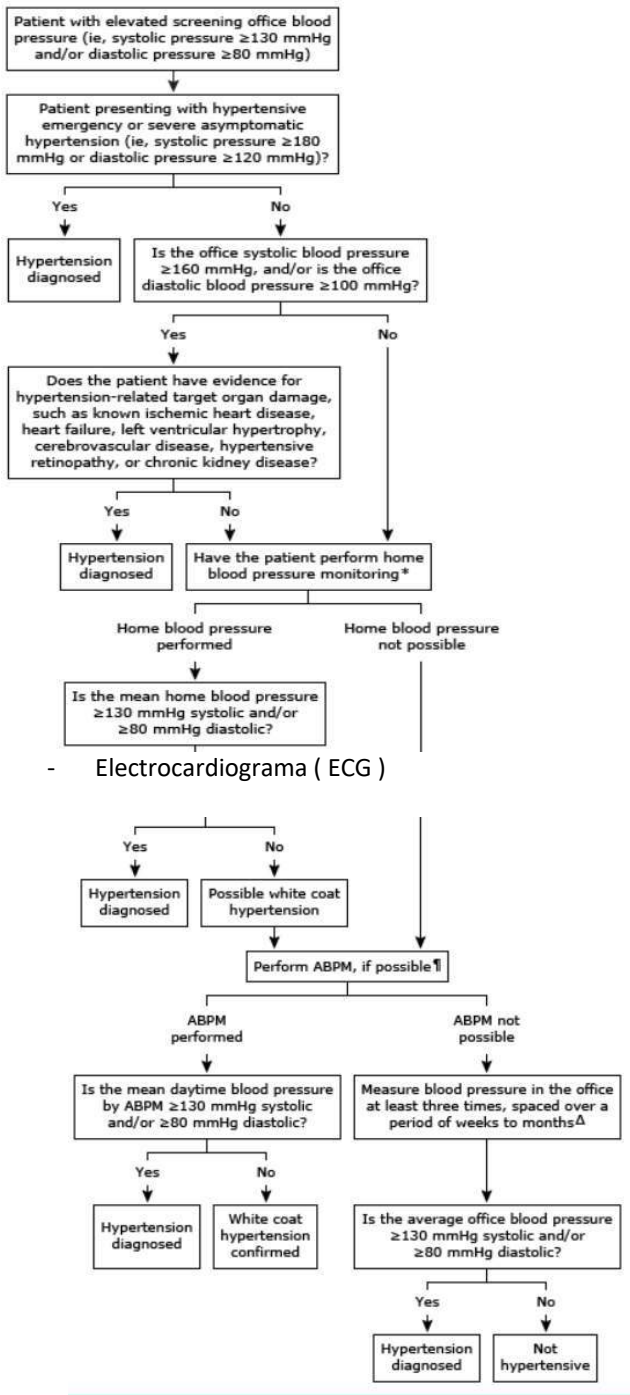 Patient with elevated screening office blood
pressure (ie, systolic pressure ≥130 mmHg
and/or diastolic pressure ≥80 mmHg)
Patient presenting with hypertensive
emergency or severe asymptomatic
hypertension (ie, systolic pressure ≥180
mmHg or diastolic pressure ≥120 mmHg)?
Yes
No
Hypertension
diagnosed
Is the office systolic blood pressure
≥160 mmHg, and/or is the office
diastolic blood pressure ≥100 mmHg?
Yes
No
Does the patient have evidence for
hypertension-related target organ damage,
such as known ischemic heart disease,
heart failure, left ventricular hypertrophy,
cerebrovascular disease, hypertensive
retinopathy, or chronic kidney disease?
Yes
No
Hypertension
diagnosed
Have the patient perform home
blood pressure monitoring*
Home blood pressure
performed
Home blood pressure
not possible
Is the mean home blood pressure
≥130 mmHg systolic and/or
≥80 mmHg diastolic?
- Electrocardiograma ( ECG )
Yes
No
Hypertension
diagnosed
Possible white coat
hypertension
Perform ABPM, if possible¶
ABPM
performed
ABPM not
possible
Is the mean daytime blood pressure
by ABPM ≥130 mmHg systolic
and/or ≥80 mmHg diastolic?
Measure blood pressure in the office
at least three times, spaced over a
period of weeks to monthsΔ
Yes
No
Hypertension
diagnosed
White coat
hypertension
confirmed
Is the average office blood pressure
≥130 mmHg systolic and/or
≥80 mmHg diastolic?
Yes
No
Hypertension
diagnosed
Not
hypertensive